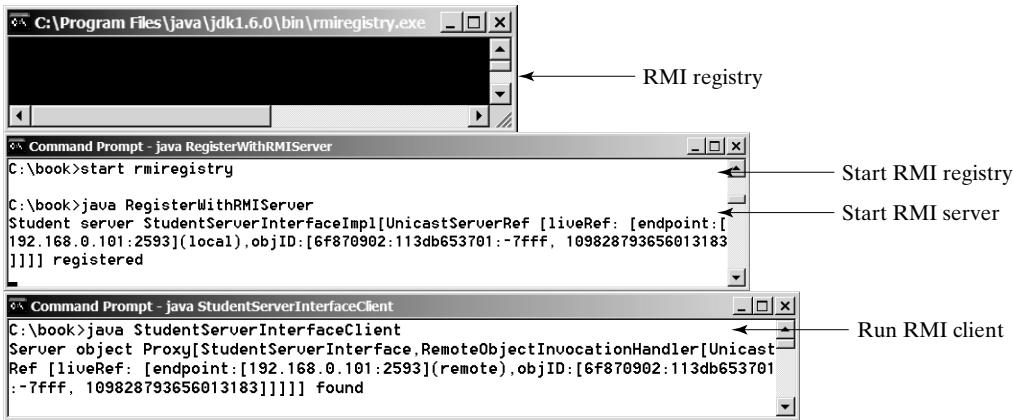 C:\Program Files\java\jdk1.6.0\bin\rmiregistry.exe
RMI registry
Command Prompt - java RegisterWithRMIServer
C:\book>start rmiregistry
Start RMI registry
C:\book>java RegisterWithRMIServer
Start RMI server
Student server StudentServerInterfaceImpl[UnicastServerRef [liveRef: [endpoint:[
192.168.0.101:2593](local),objID:[6f870902:113db653701:-7fff, 109828793656013183
]]]] registered
Command Prompt - java StudentServerInterfaceClient
C:\book>java StudentServerInterfaceClient
Run RMI client
Server object Proxy[StudentServerInterface,RemoteObjectInvocationHandler[Unicast
Ref [liveRef: [endpoint:[192.168.0.101:2593](remote),objID:[6f870902:113db653701
:-7fff, 109828793656013183]]]]] found